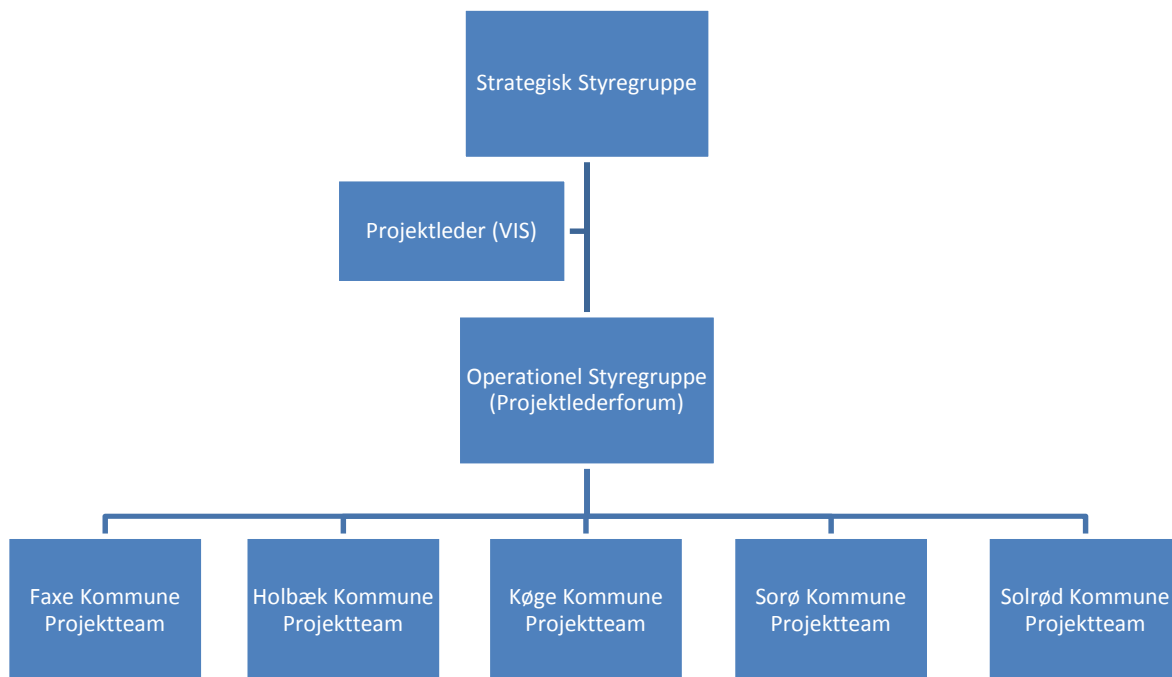 Strategisk Styregruppe
Projektleder (VIS)
Operationel Styregruppe
(Projektlederforum)
Faxe Kommune
Projektteam
Holbæk Kommune
Projektteam
Køge Kommune
Projektteam
Sorø Kommune
Projektteam
Solrød Kommune
Projektteam